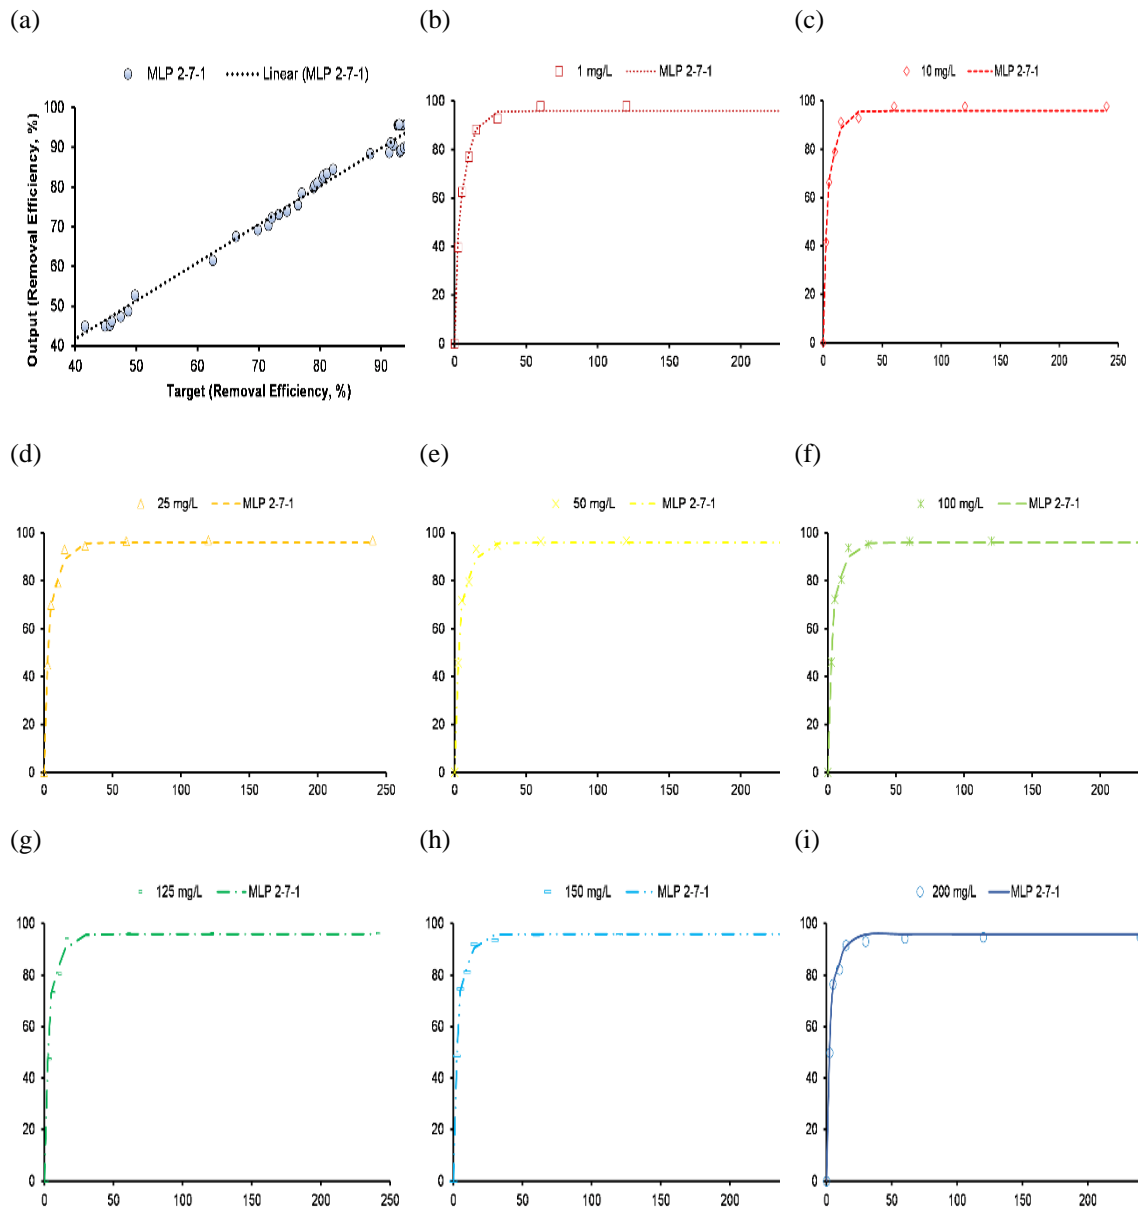 (a)
MLP 2-7-1 Linear (MLP 2-7-1)
Output (Removal Efficiency, %)
100
90
80
70
60
50
40
40 50 60 70 80 90
Target (Removal Efficiency, %)
(b)
1 mg/L MLP 2-7-1
100
80
60
40
20
0
0 50 100 150 200
(c)
10 mg/L MLP 2-7-1
100
80
60
40
20
0
0 50 100 150 200 250
(d)
25 mg/L MLP 2-7-1
100
80
60
40
20
0
0 50 100 150 200 250
(e)
50 mg/L MLP 2-7-1
100
80
60
40
20
0
0 50 100 150 200
(f)
100 mg/L MLP 2-7-1
100
80
60
40
20
0
0 50 100 150 200
(g)
125 mg/L MLP 2-7-1
100
80
60
40
20
0
0 50 100 150 200 250
(h)
150 mg/L MLP 2-7-1
100
80
60
40
20
0
0 50 100 150 200
(i)
200 mg/L MLP 2-7-1
100
80
60
40
20
0
0 50 100 150 200